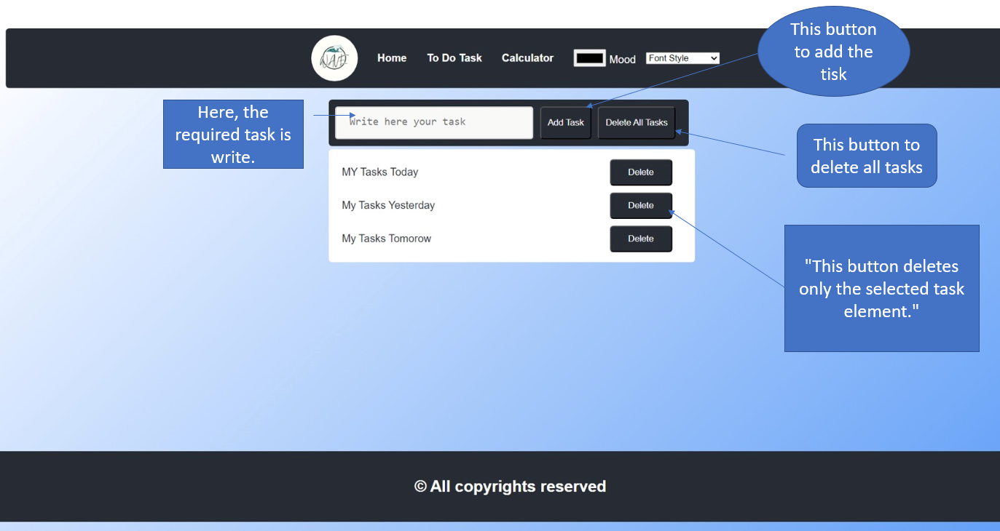 This button
to add the
tisk
WAVE
Home
To Do Task
Calculator
Mood
Font Style
Here, the
required task is
write.
Write here your task
Add Task
Delete All Tasks
This button to
delete all tasks
MY Tasks Today
Delete
My Tasks Yesterday
Delete
My Tasks Tomorow
Delete
"This button deletes
only the selected task
element."
© All copyrights reserved